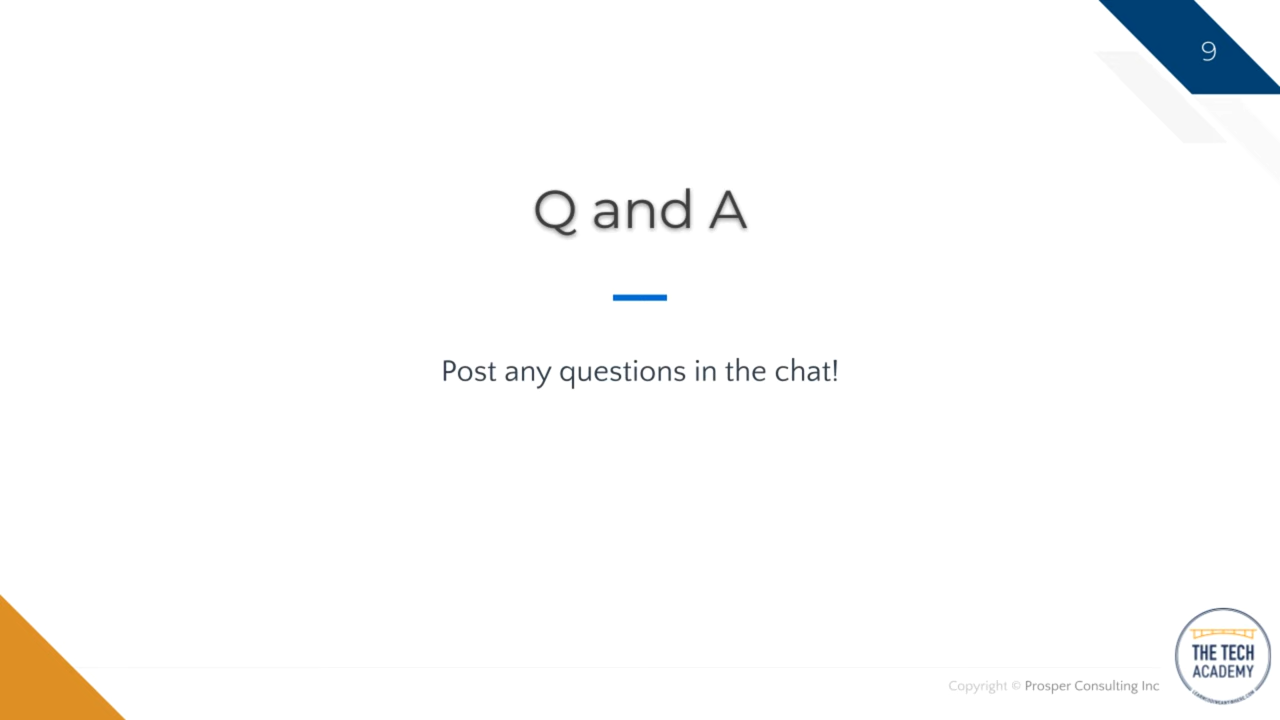 9
Q and A
Post any questions in the chat!
Copyright © Prosper Consulting Inc
THE TECH
ACADEMY